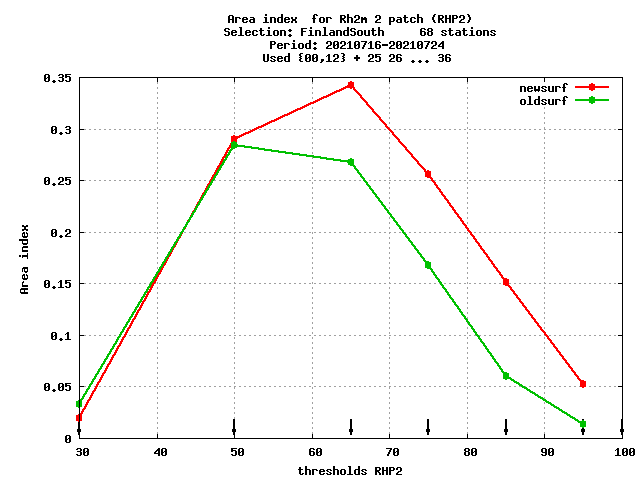 Area index  for Rh2m 2 patch (RHP2)
Selection: FinlandSouth     68 stations
Period: 20210716-20210724
Used {00,12} + 25 26 ... 36
newsurf
oldsurf
0.35
0.3
0.25
0.2
0.15
0.1
0.05
0
Area index
30 40 50 60 70 80 90 100
thresholds RHP2